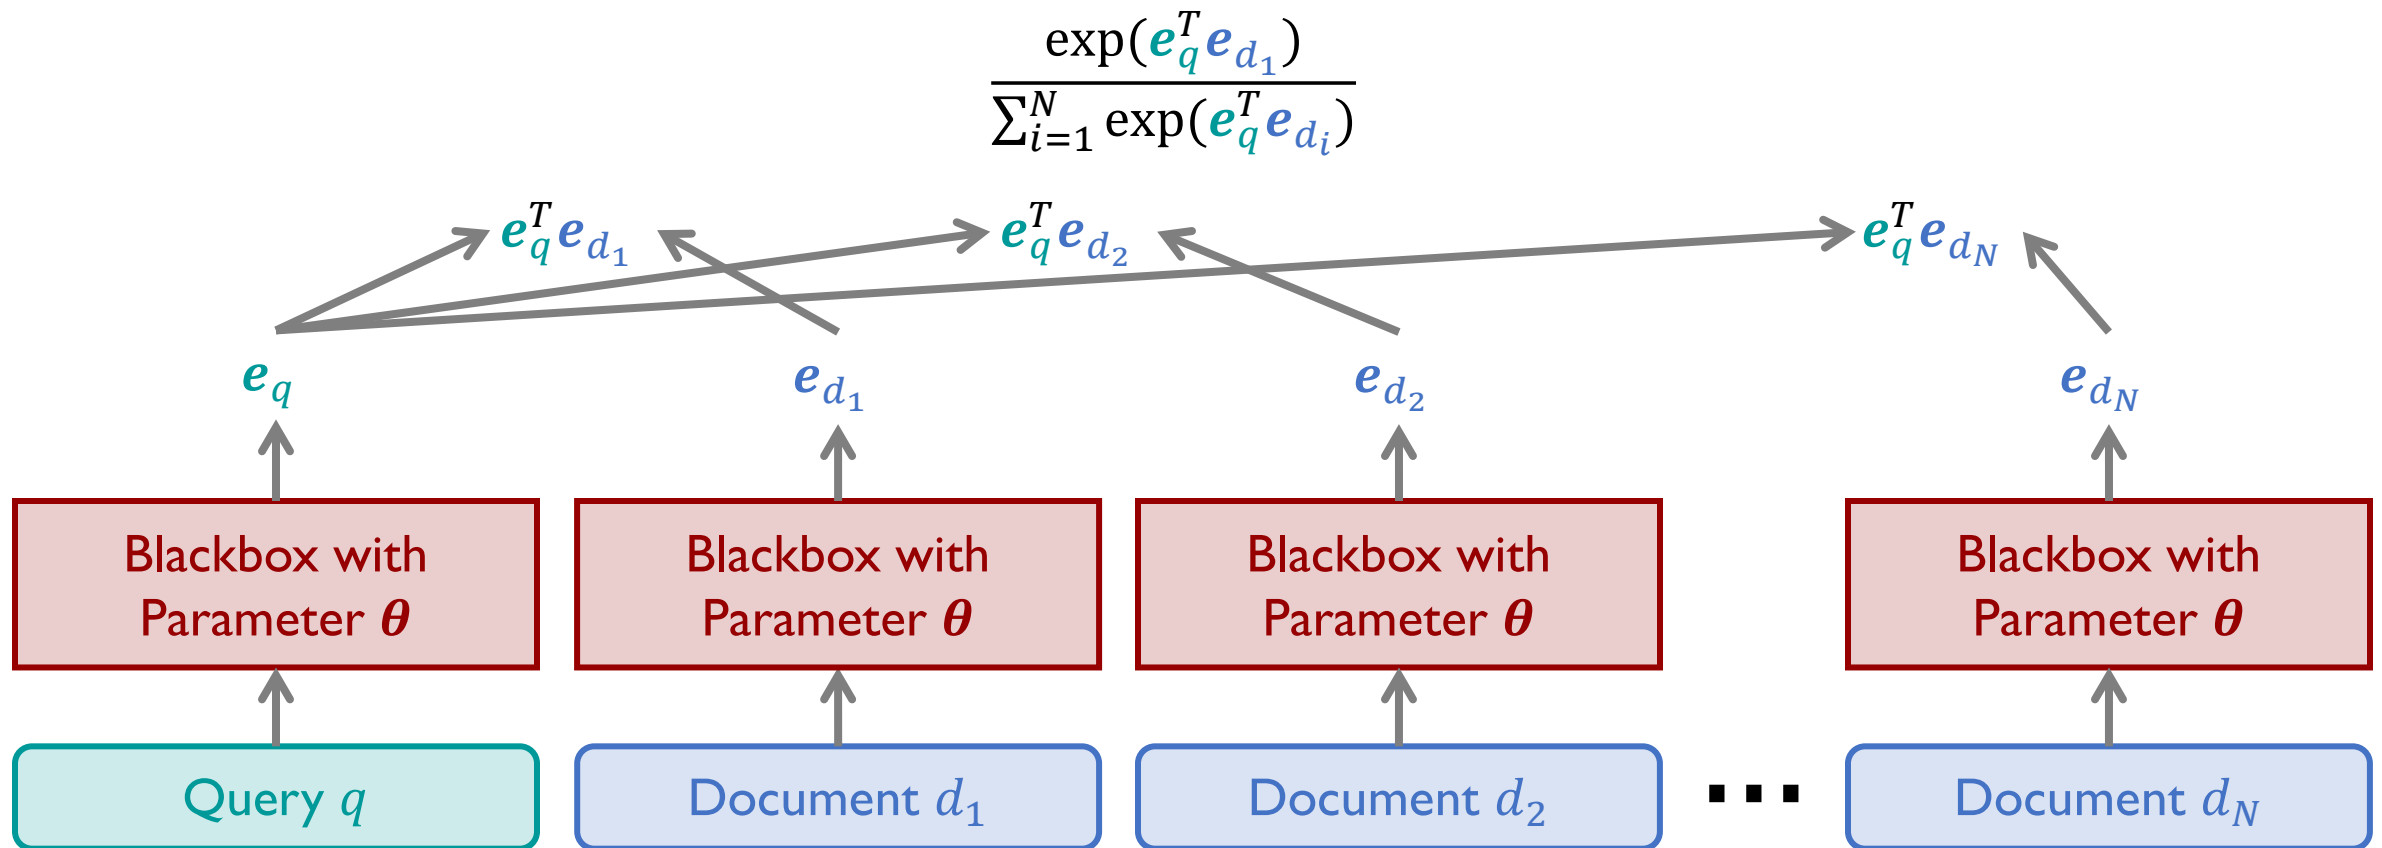 exp(𝒆_q^T 𝒆_{d_1})
∑_{i=1}^N exp(𝒆_q^T 𝒆_{d_i})
𝒆_q^T 𝒆_{d_1} 𝒆_q^T 𝒆_{d_2} 𝒆_q^T 𝒆_{d_N}
𝒆_q 𝒆_{d_1} 𝒆_{d_2} 𝒆_{d_N}
Blackbox with
Parameter 𝜽
Blackbox with
Parameter 𝜽
Blackbox with
Parameter 𝜽
Blackbox with
Parameter 𝜽
Query q
Document d_1
Document d_2
...
Document d_N